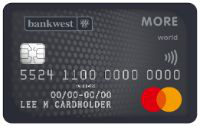 bankwest
MORE
world
5524 1100 0000 0000
00/00-00/00
LEE M CARDHOLDER